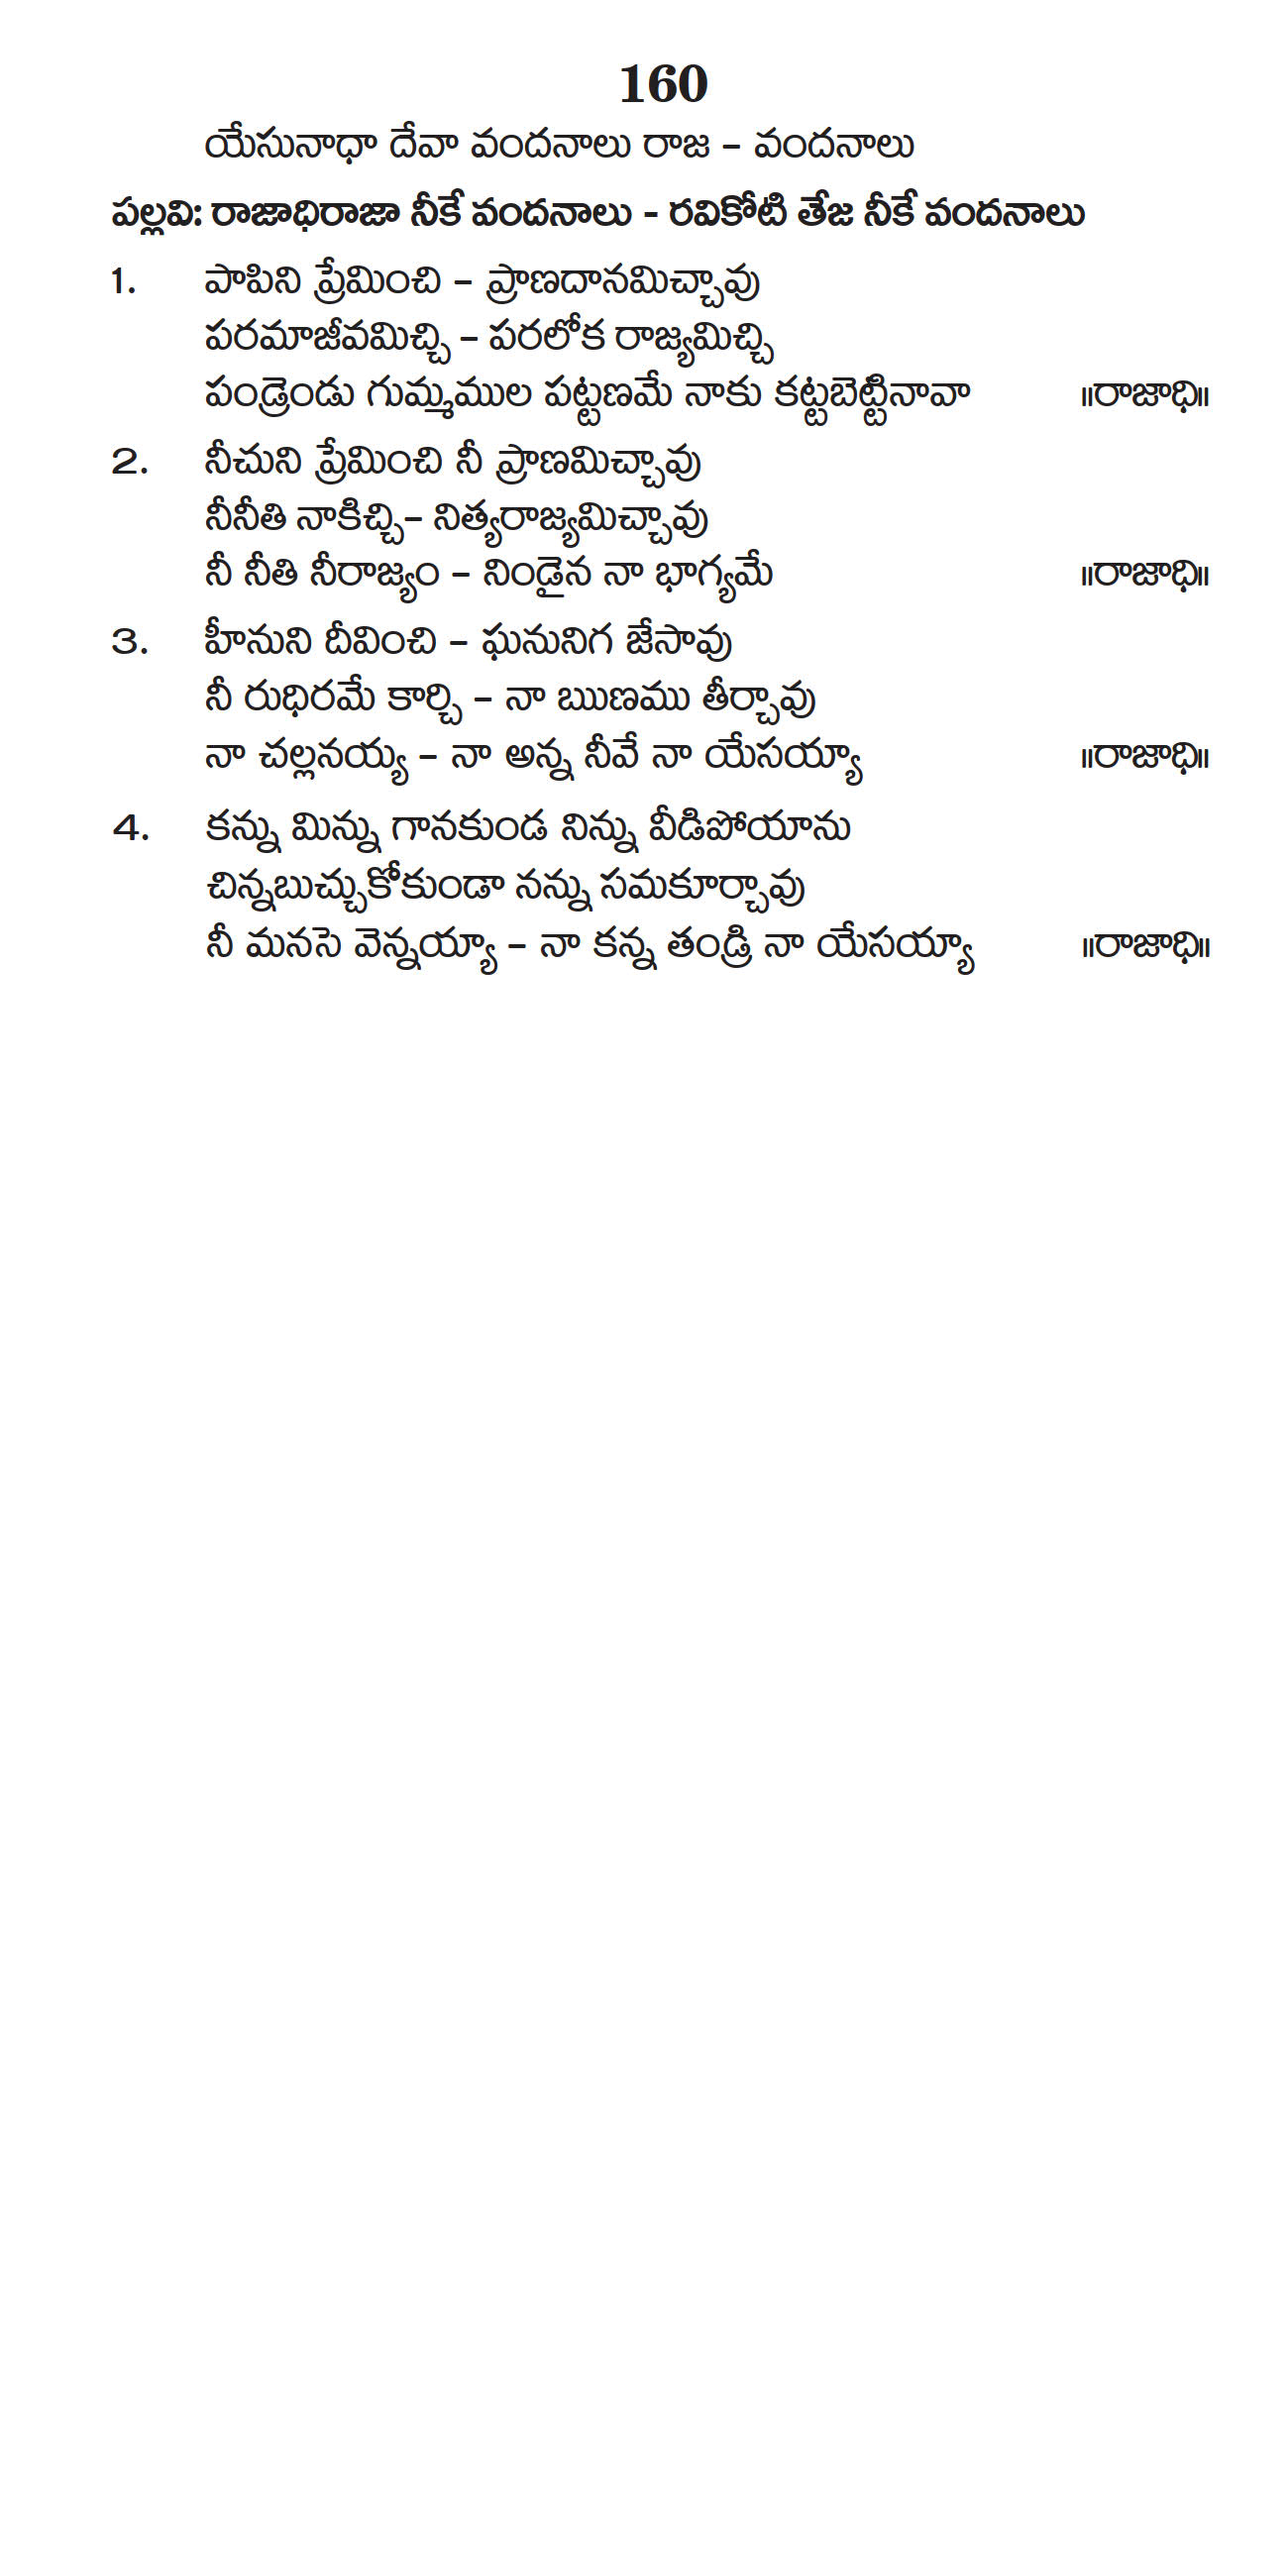 160
యేసునాధా దేవా వందనాలు రాజ – వందనాలు
పల్లవి: రాజాధిరాజా నీకే వందనాలు - రవికోటి తేజ నీకే వందనాలు
1. పాపిని ప్రేమించి – ప్రాణదానమిచ్చావు
పరమాజీవమిచ్చి – పరలోక రాజ్యమిచ్చి
పండ్రెండు గుమ్మముల పట్టణమే నాకు కట్టబెట్టినావా ॥రాజాధి॥
2. నీచుని ప్రేమించి నీ ప్రాణమిచ్చావు
నీనీతి నాకిచ్చి– నిత్యరాజ్యమిచ్చావు
నీ నీతి నీరాజ్యం – నిండైన నా భాగ్యమే ॥రాజాధి॥
3. హీనుని దీవించి – ఘనునిగ జేసావు
నీ రుధిరమే కార్చి – నా ఋణము తీర్చావు
నా చల్లనయ్య – నా అన్న నీవే నా యేసయ్యా ॥రాజాధి॥
4. కన్ను మిన్ను గానకుండ నిన్ను వీడిపోయాను
చిన్నబుచ్చుకోకుండా నన్ను సమకూర్చావు
నీ మనసె వెన్నయ్యా – నా కన్న తండ్రి నా యేసయ్యా ॥రాజాధి॥